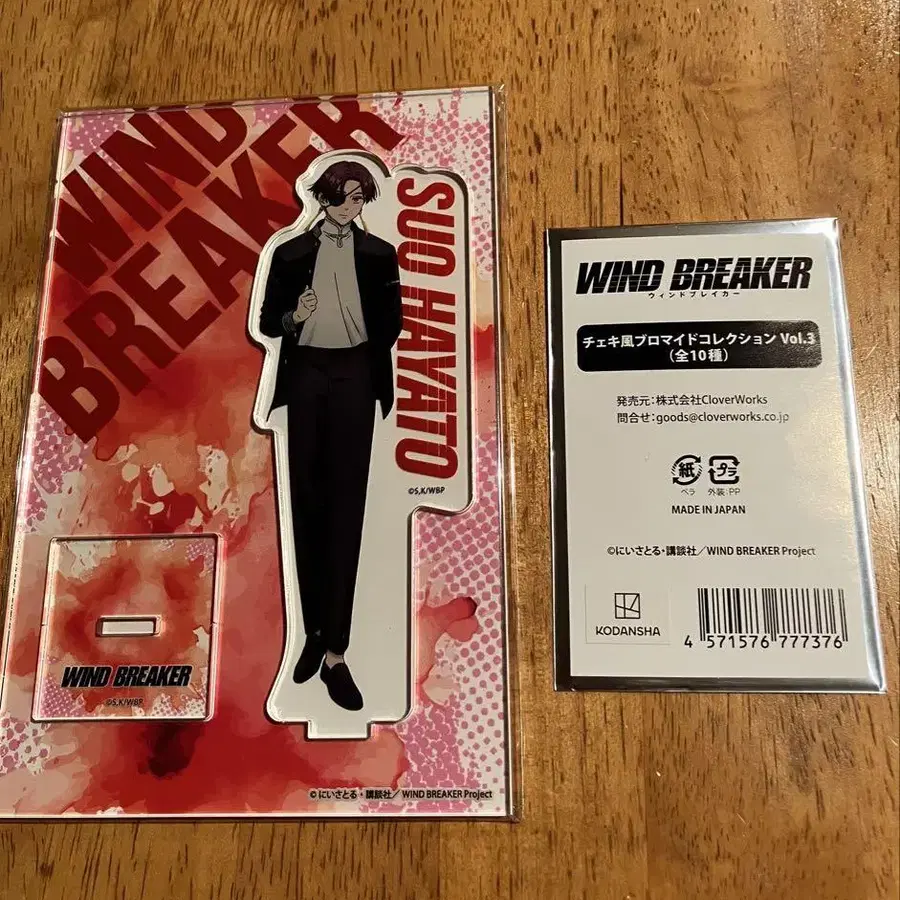 WIND
BREAKER
SUO HAYATO
©S,K/WBP
WIND BREAKER
©S,K/WBP
© にいさとる・講談社／ WIND BREAKER Project
WIND BREAKER
ウィンドブレイカー
チェキ風ブロマイドコレクション Vol.3
（全10種）
発売元：株式会社CloverWorks
問合せ：goods@cloverworks.co.jp
紙 プラ
ペラ 外装：PP
MADE IN JAPAN
©にいさとる・講談社／WIND BREAKER Project
KODANSHA
4 571576 777376